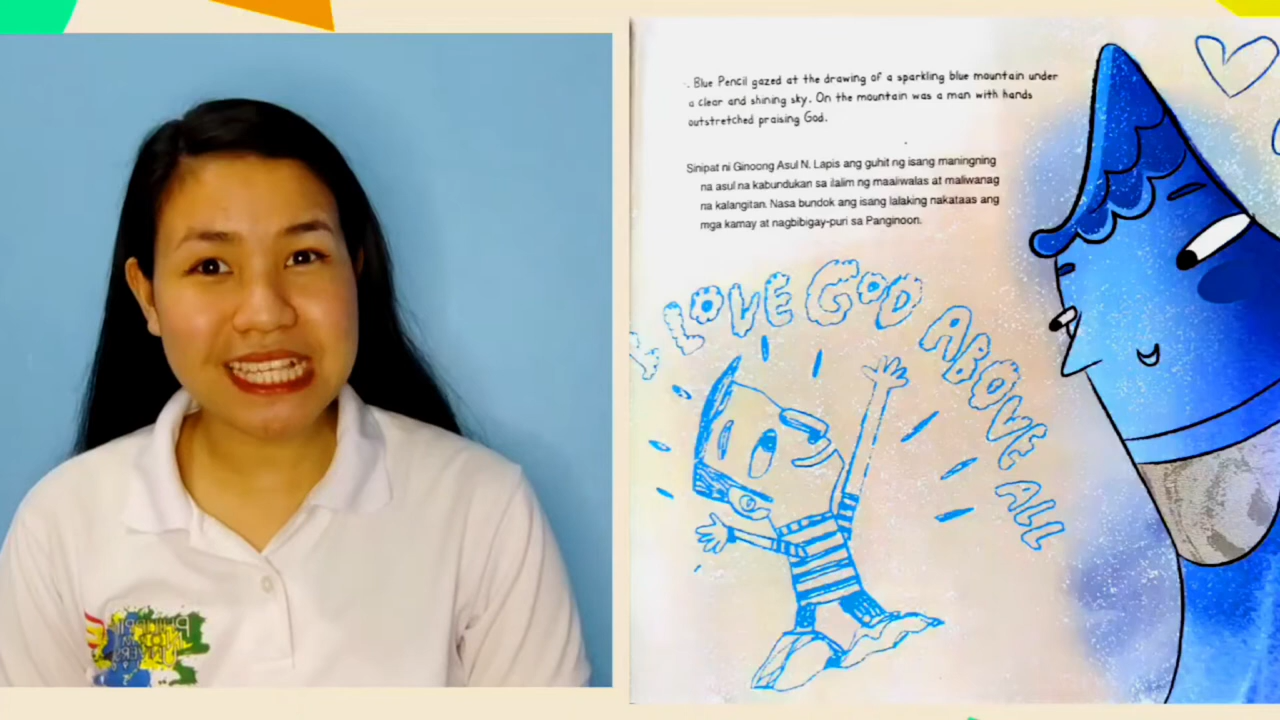 Blue Pencil gazed at the drawing of a sparkling blue mountain under
a clear and shining sky. On the mountain was a man with hands
outstretched praising God.
Sinipat ni Ginoong Asul N. Lapis ang guhit ng isang maningning
na asul na kabundukan sa ilalim ng maaliwalas at maliwanag
na kalangitan. Nasa bundok ang isang lalaking nakataas ang
mga kamay at nagbibigay-puri sa Panginoon.
I LOVE GOD ABOVE ALL